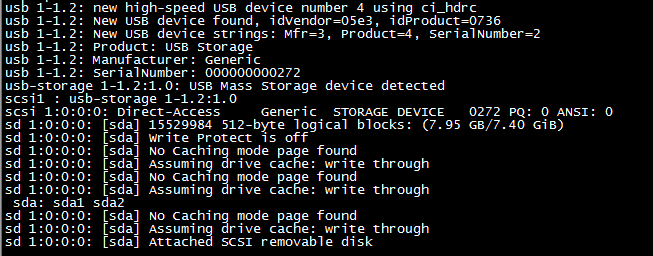 usb 1-1.2: new high-speed USB device number 4 using ci_hdrc
usb 1-1.2: New USB device found, idVendor=05e3, idProduct=0736
usb 1-1.2: New USB device strings: Mfr=3, Product=4, SerialNumber=2
usb 1-1.2: Product: USB Storage
usb 1-1.2: Manufacturer: Generic
usb 1-1.2: SerialNumber: 000000000272
usb-storage 1-1.2:1.0: USB Mass Storage device detected
scsi1 : usb-storage 1-1.2:1.0
scsi 1:0:0:0: Direct-Access     Generic  STORAGE DEVICE   0272 PQ: 0 ANSI: 0
sd 1:0:0:0: [sda] 15529984 512-byte logical blocks: (7.95 GB/7.40 GiB)
sd 1:0:0:0: [sda] Write Protect is off
sd 1:0:0:0: [sda] No Caching mode page found
sd 1:0:0:0: [sda] Assuming drive cache: write through
sd 1:0:0:0: [sda] No Caching mode page found
sd 1:0:0:0: [sda] Assuming drive cache: write through
 sda: sda1 sda2
sd 1:0:0:0: [sda] No Caching mode page found
sd 1:0:0:0: [sda] Assuming drive cache: write through
sd 1:0:0:0: [sda] Attached SCSI removable disk